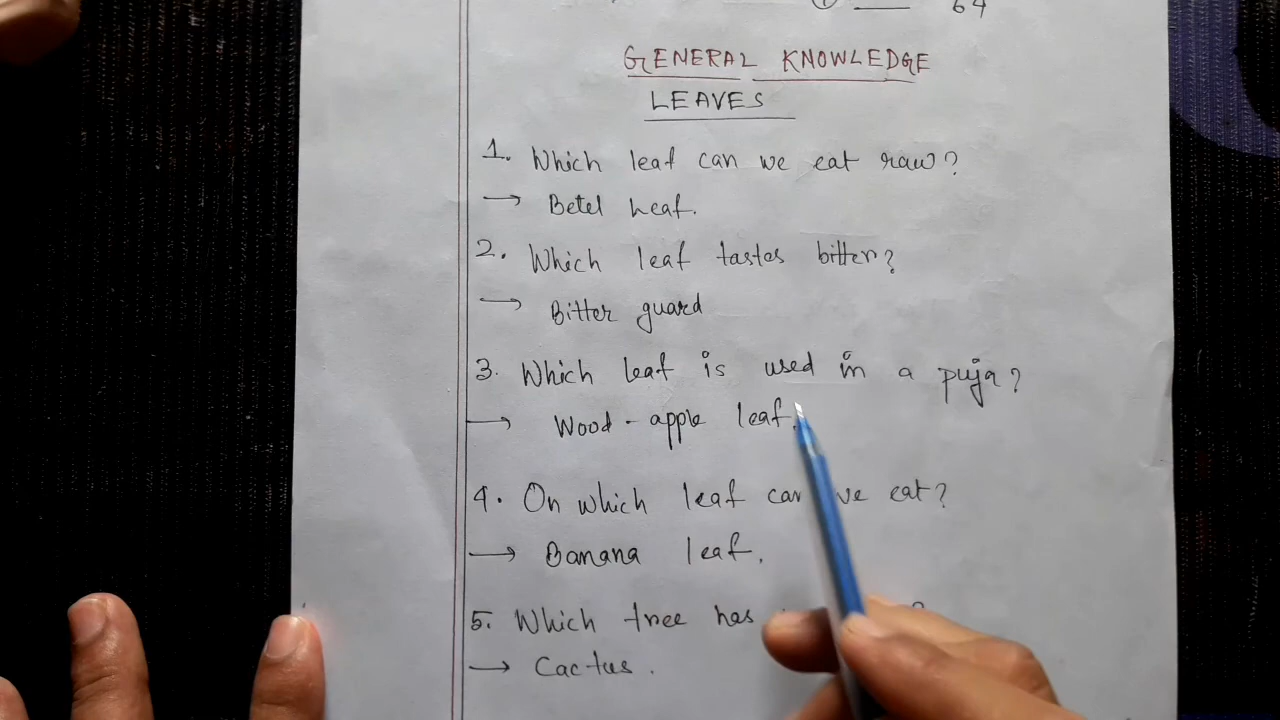 64
GENERAL KNOWLEDGE
LEAVES
1. Which leaf can we eat raw?
→ Betel leaf.
2. Which leaf tastes bitter?
→ Bitter guard
3. Which leaf is used in a puja?
→ Wood-apple leaf.
4. On which leaf can we eat?
→ Banana leaf.
5. Which tree has ?
→ Cactus.